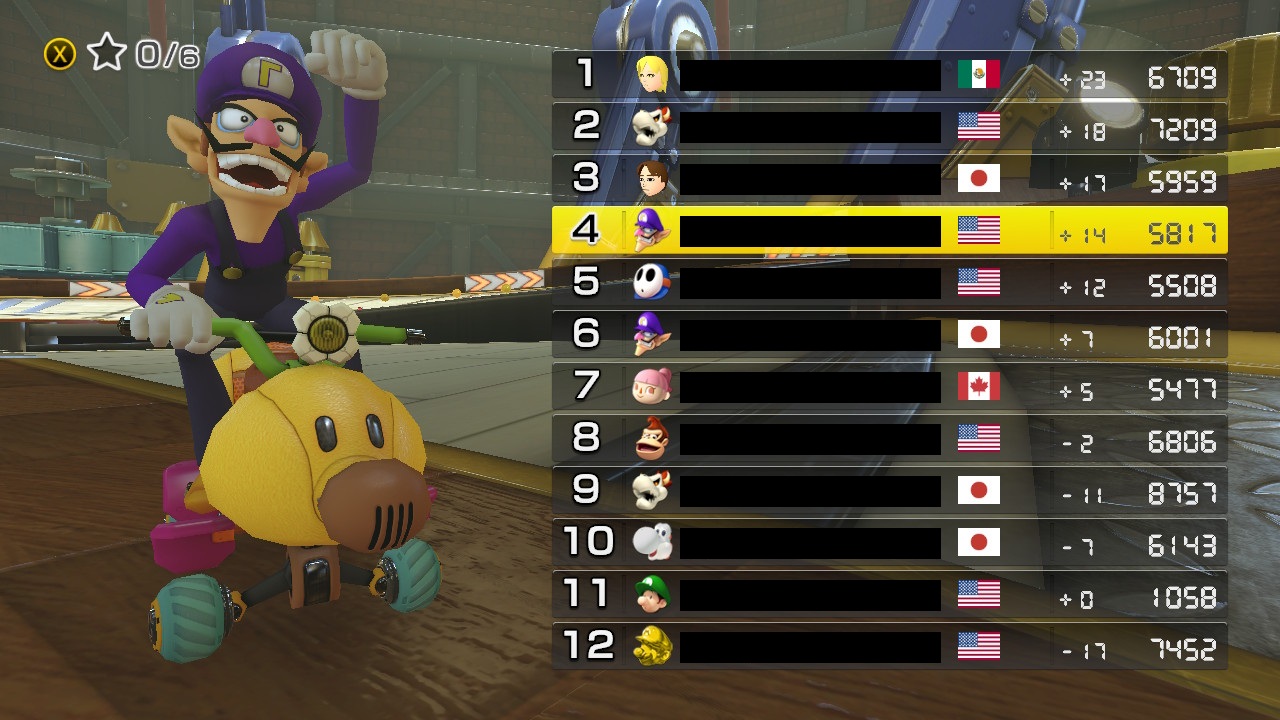 X 0/6
1 + 23 6709
2 + 18 7209
3 + 17 5959
4 + 14 5817
5 + 12 5508
6 + 7 6001
7 + 5 5477
8 - 2 6806
9 - 11 8757
10 - 7 6143
11 + 0 1058
12 - 17 7452